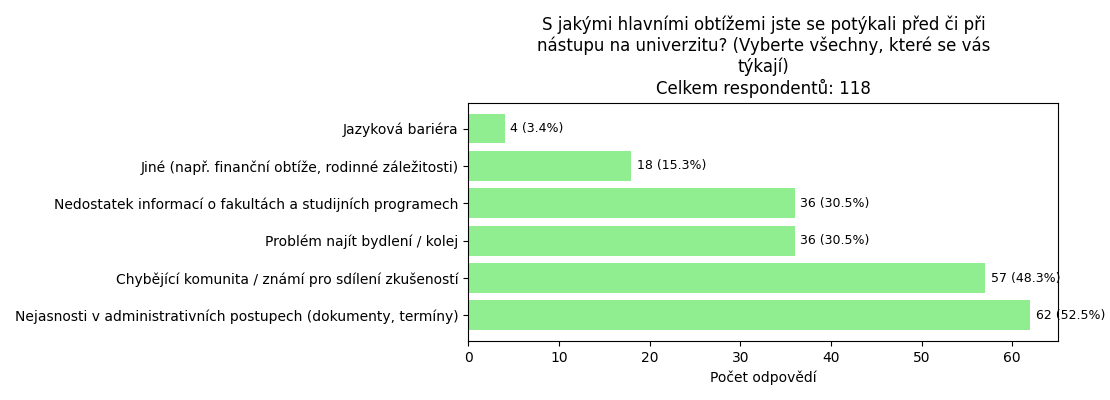 S jakými hlavními obtížemi jste se potýkali před či při
nástupu na univerzitu? (Vyberte všechny, které se vás
týkají)
Celkem respondentů: 118
Jazyková bariéra
4 (3.4%)
Jiné (např. finanční obtíže, rodinné záležitosti)
18 (15.3%)
Nedostatek informací o fakultách a studijních programech
36 (30.5%)
Problém najít bydlení / kolej
36 (30.5%)
Chybějící komunita / známí pro sdílení zkušeností
57 (48.3%)
Nejasnosti v administrativních postupech (dokumenty, termíny)
62 (52.5%)
0 10 20 30 40 50 60
Počet odpovědí